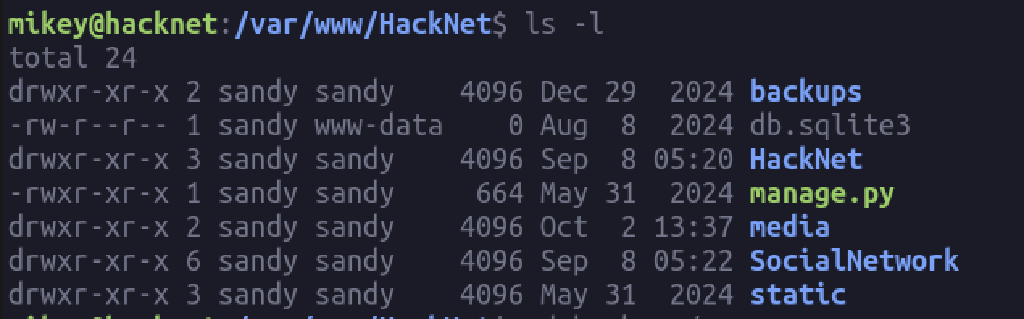 mikey@hacknet:/var/www/HackNet$ ls -l
total 24
drwxr-xr-x 2 sandy sandy    4096 Dec 29  2024 backups
-rw-r--r-- 1 sandy www-data    0 Aug  8  2024 db.sqlite3
drwxr-xr-x 3 sandy sandy    4096 Sep  8 05:20 HackNet
-rwxr-xr-x 1 sandy sandy     664 May 31  2024 manage.py
drwxr-xr-x 2 sandy sandy    4096 Oct  2 13:37 media
drwxr-xr-x 6 sandy sandy    4096 Sep  8 05:22 SocialNetwork
drwxr-xr-x 3 sandy sandy    4096 May 31  2024 static